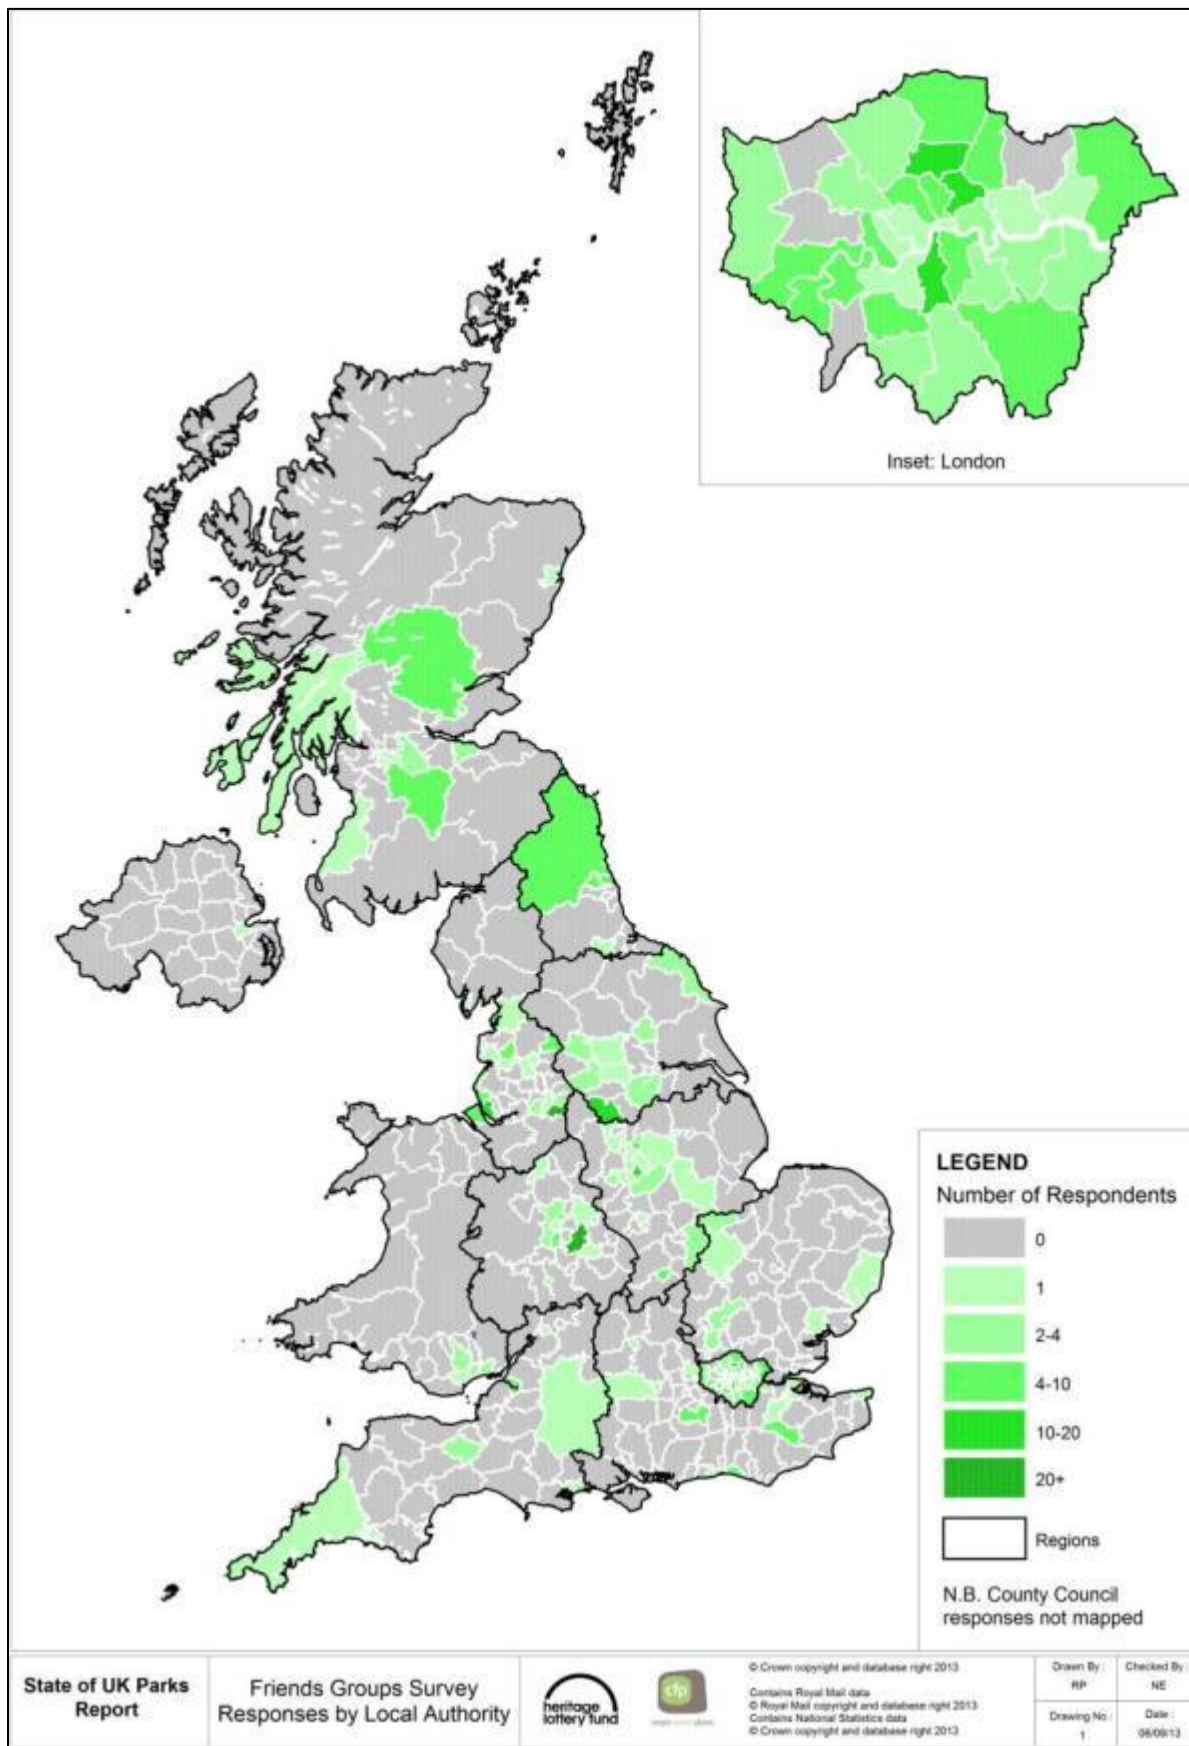 Inset: London
LEGEND
Number of Respondents
0
1
2-4
4-10
10-20
20+
Regions
N.B. County Council
responses not mapped
State of UK Parks
Report
Friends Groups Survey
Responses by Local Authority
heritage
lottery fund
cfp
© Crown copyright and database right 2013
Contains Royal Mail data
© Royal Mail copyright and database right 2013
Contains National Statistics data
© Crown copyright and database right 2013
Drawn By :
RP
Checked By :
NE
Drawing No :
1
Date :
06/09/13